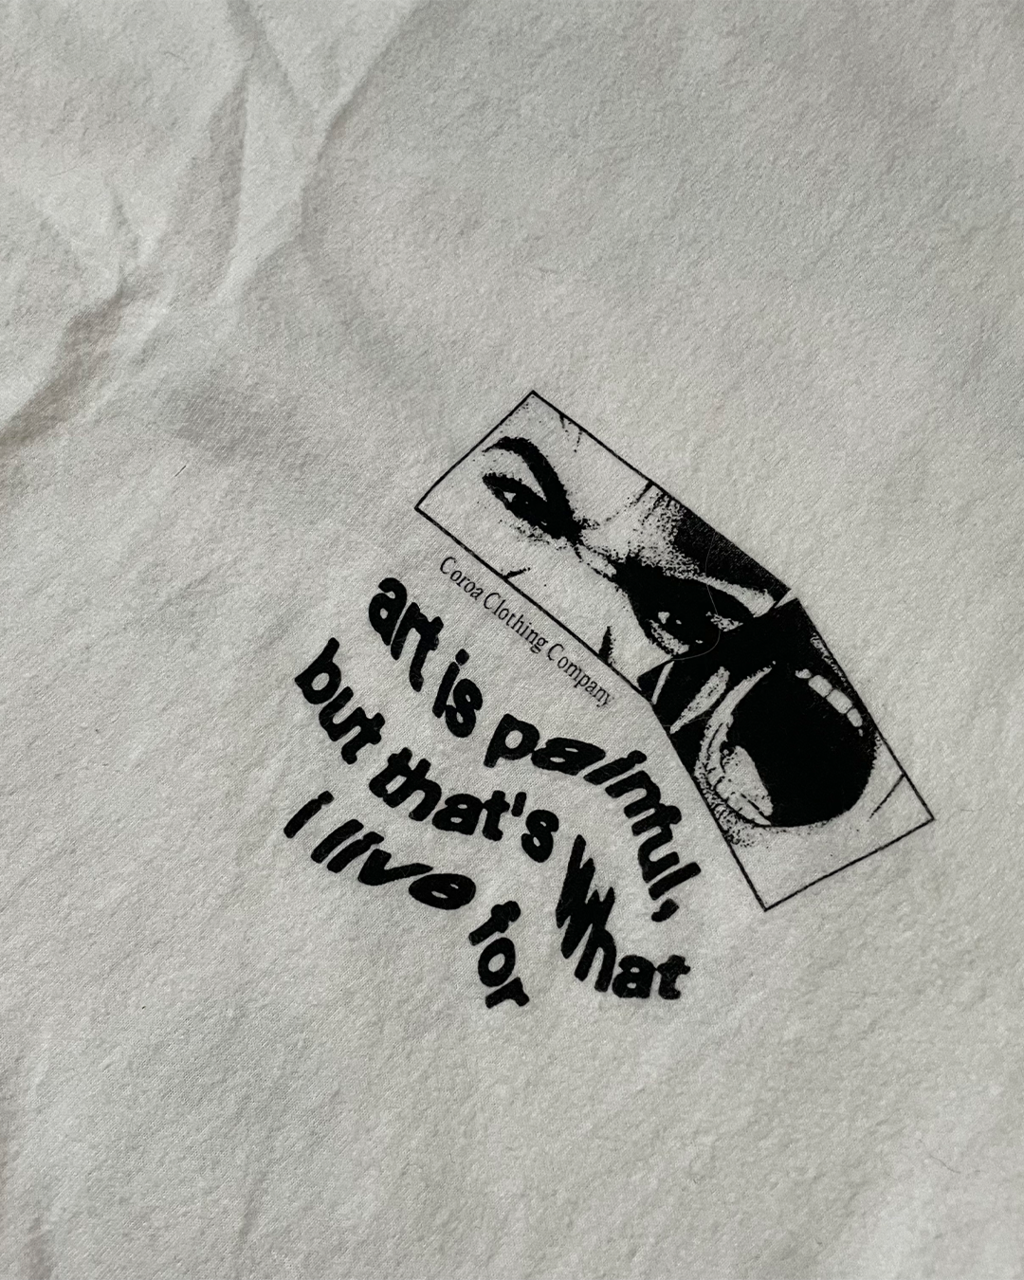 Coroa Clothing Company
art is painful,
but that's what
i live for